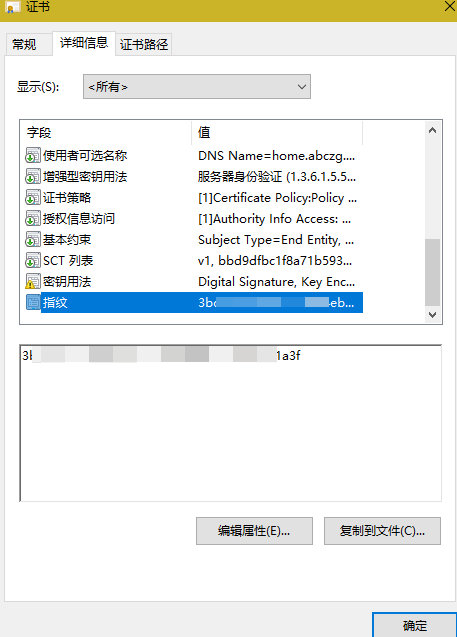 证书
常规 详细信息 证书路径
显示(S): <所有>
字段 值
使用者可选名称 DNS Name=home.abczg....
增强型密钥用法 服务器身份验证 (1.3.6.1.5.5...
证书策略 [1]Certificate Policy:Policy ...
授权信息访问 [1]Authority Info Access: ...
基本约束 Subject Type=End Entity, ...
SCT 列表 v1, bbd9dfbc1f8a71b593...
密钥用法 Digital Signature, Key Enc...
指纹
1a3f
编辑属性(E)... 复制到文件(C)...
确定